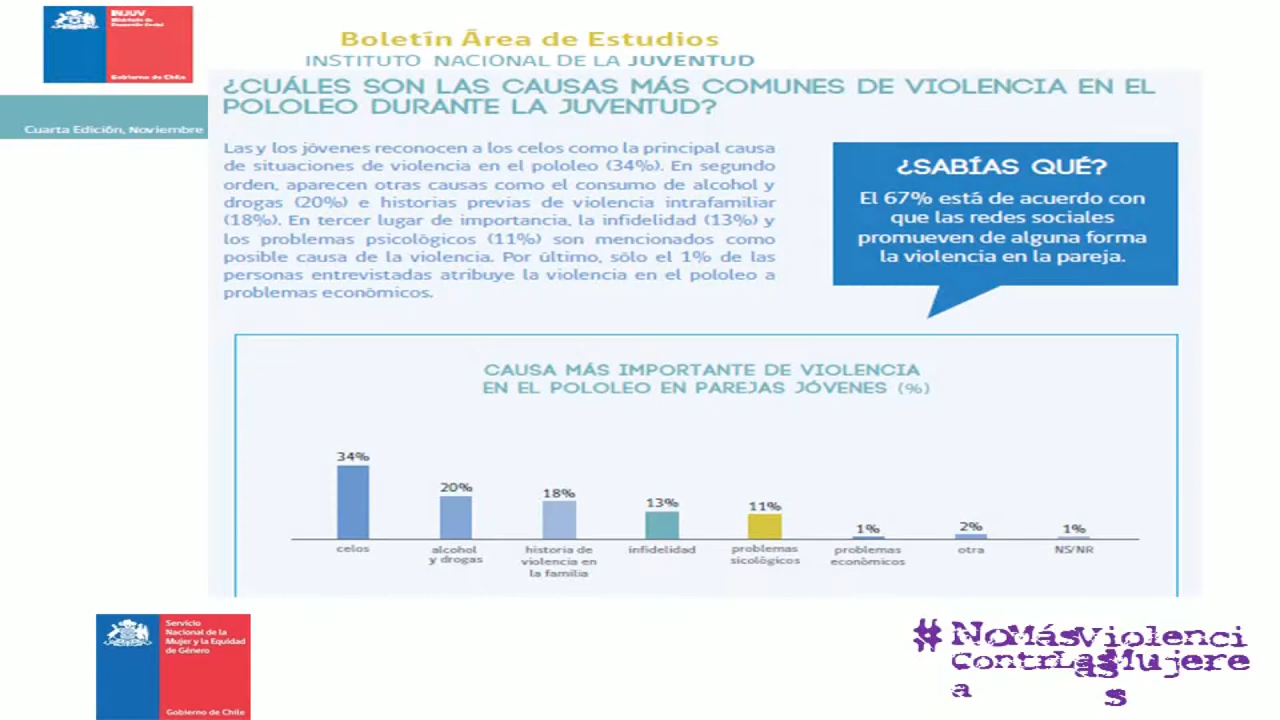 INJUV
Ministerio de
Desarrollo Social
Gobierno de Chile
Boletín Área de Estudios
INSTITUTO NACIONAL DE LA JUVENTUD
Cuarta Edición, Noviembre
¿CUÁLES SON LAS CAUSAS MÁS COMUNES DE VIOLENCIA EN EL
POLOLEO DURANTE LA JUVENTUD?
Las y los jóvenes reconocen a los celos como la principal causa
de situaciones de violencia en el pololeo (34%). En segundo
orden, aparecen otras causas como el consumo de alcohol y
drogas (20%) e historias previas de violencia intrafamiliar
(18%). En tercer lugar de importancia, la infidelidad (13%) y
los problemas psicológicos (11%) son mencionados como
posible causa de la violencia. Por último, sólo el 1% de las
personas entrevistadas atribuye la violencia en el pololeo a
problemas económicos.
¿SABÍAS QUÉ?
El 67% está de acuerdo con
que las redes sociales
promueven de alguna forma
la violencia en la pareja.
CAUSA MÁS IMPORTANTE DE VIOLENCIA
EN EL POLOLEO EN PAREJAS JÓVENES (%)
34%
20%
18%
13%
11%
1%
2%
1%
celos
alcohol
y drogas
historia de
violencia en
la familia
infidelidad
problemas
sicológicos
problemas
económicos
otra
NS/NR
Servicio
Nacional de la
Mujer y la Equidad
de Género
Gobierno de Chile
#NoMásViolenci
a
Contra
Las
Mujere
s